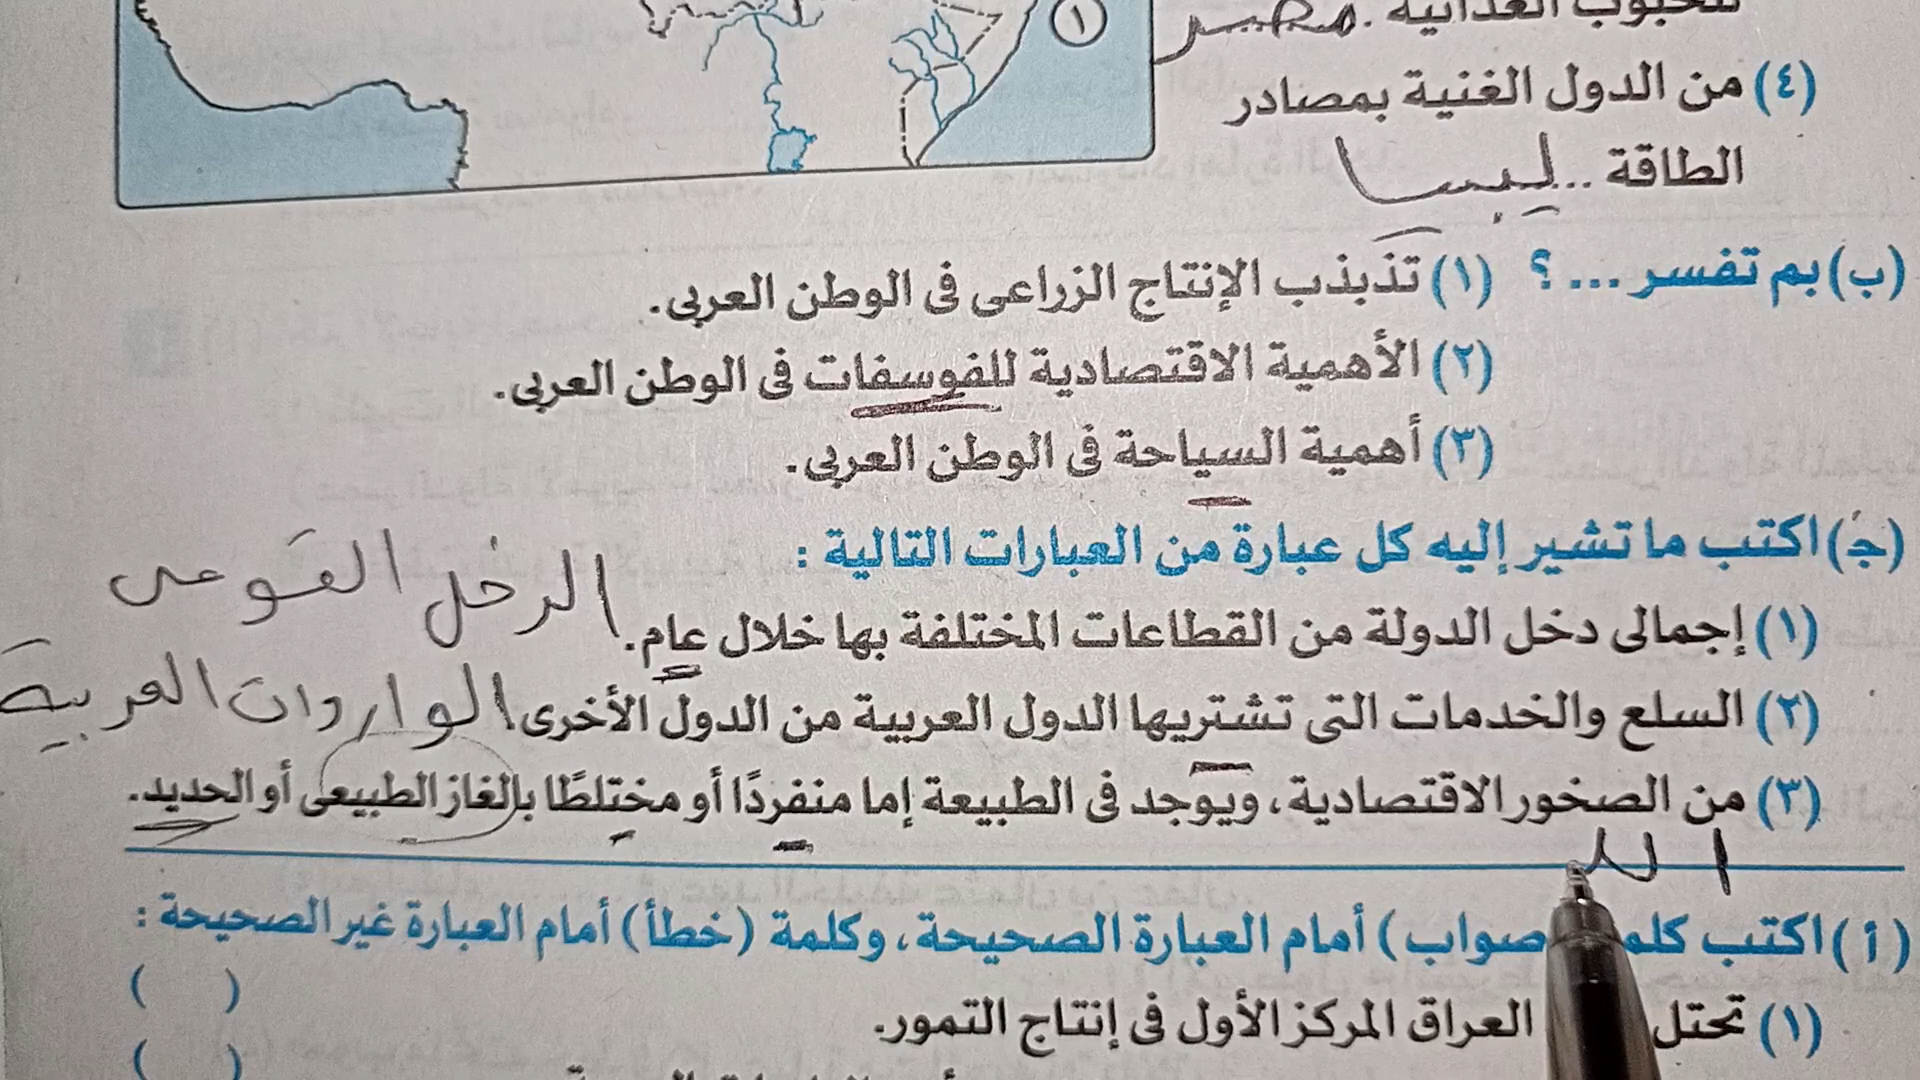 للحبوب الغذائية. مصر
(١)
(٤) من الدول الغنية بمصادر
الطاقة ... ليبيا
(ب) بم تفسر ... ؟ (١) تذبذب الإنتاج الزراعى فى الوطن العربى.
(٢) الأهمية الاقتصادية للفوسفات فى الوطن العربى.
(٣) أهمية السياحة فى الوطن العربى.
(ج) اكتب ما تشير إليه كل عبارة من العبارات التالية :
(١) إجمالى دخل الدولة من القطاعات المختلفة بها خلال عام. الدخل القومى
(٢) السلع والخدمات التى تشتريها الدول العربية من الدول الأخرى الواردات العربية
(٣) من الصخور الاقتصادية، ويوجد فى الطبيعة إما منفردًا أو مختلطًا بالغاز الطبيعى أو الحديد.
(أ) اكتب صواب) أمام العبارة الصحيحة، وكلمة (خطأ) أمام العبارة غير الصحيحة :
(١) تحتل العراق المركز الأول فى إنتاج التمور. ( )